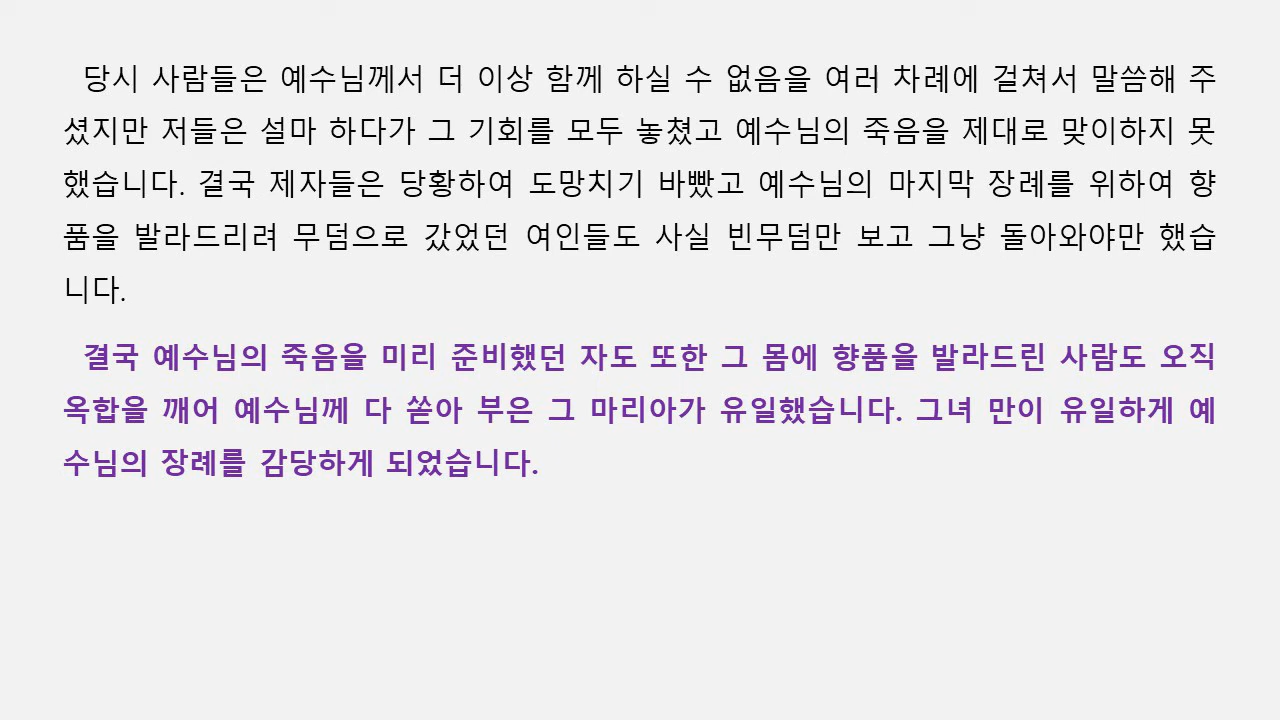 당시 사람들은 예수님께서 더 이상 함께 하실 수 없음을 여러 차례에 걸쳐서 말씀해 주
셨지만 저들은 설마 하다가 그 기회를 모두 놓쳤고 예수님의 죽음을 제대로 맞이하지 못
했습니다. 결국 제자들은 당황하여 도망치기 바빴고 예수님의 마지막 장례를 위하여 향
품을 발라드리려 무덤으로 갔었던 여인들도 사실 빈무덤만 보고 그냥 돌아와야만 했습
니다.
결국 예수님의 죽음을 미리 준비했던 자도 또한 그 몸에 향품을 발라드린 사람도 오직
옥합을 깨어 예수님께 다 쏟아 부은 그 마리아가 유일했습니다. 그녀 만이 유일하게 예
수님의 장례를 감당하게 되었습니다.